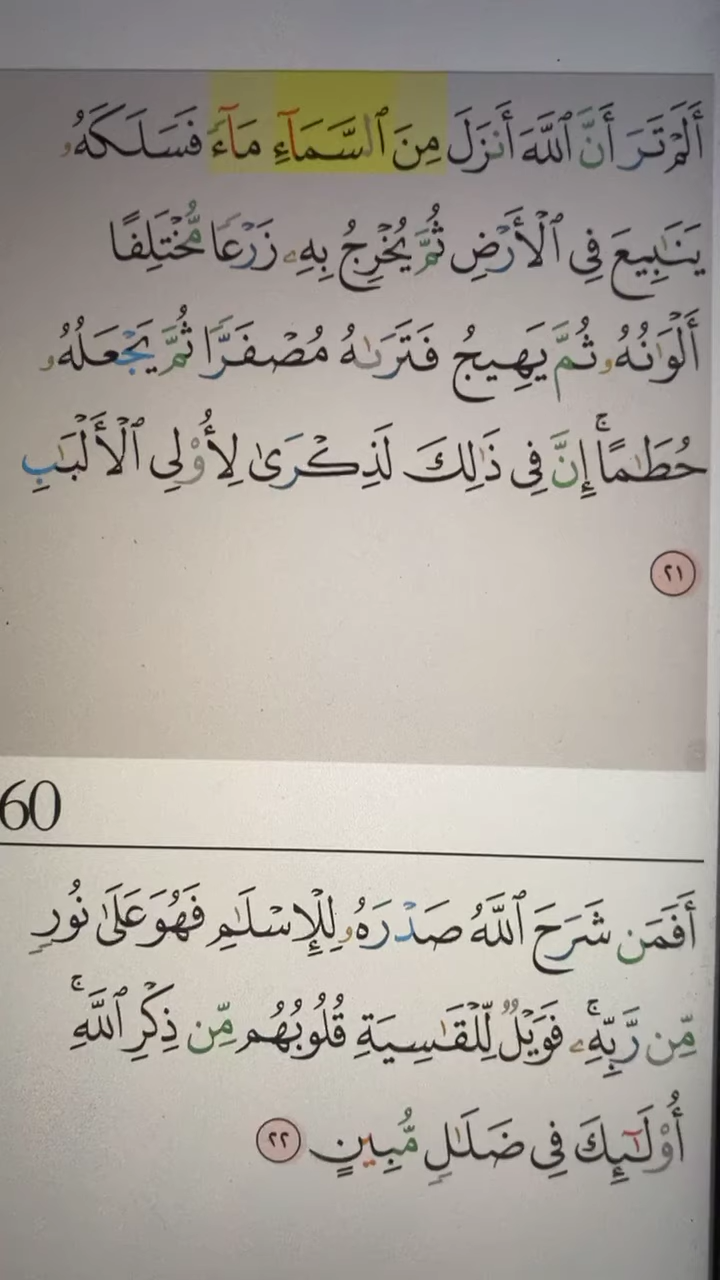 أَلَمْ تَرَ أَنَّ ٱللَّهَ أَنزَلَ مِنَ ٱلسَّمَآءِ مَآءً فَسَلَكَهُۥ
يَنَـٰبِيعَ فِى ٱلْأَرْضِ ثُمَّ يُخْرِجُ بِهِۦ زَرْعًا مُّخْتَلِفًا
أَلْوَٰنُهُۥ ثُمَّ يَهِيجُ فَتَرَىٰهُ مُصْفَرًّا ثُمَّ يَجْعَلُهُۥ
حُطَـٰمًا ۚ إِنَّ فِى ذَٰلِكَ لَذِكْرَىٰ لِأُو۟لِى ٱلْأَلْبَـٰبِ
٢١
60
أَفَمَن شَرَحَ ٱللَّهُ صَدْرَهُۥ لِلْإِسْلَـٰمِ فَهُوَ عَلَىٰ نُورٍ
مِّن رَّبِّهِۦ ۚ فَوَيْلٌ لِّلْقَـٰسِيَةِ قُلُوبُهُم مِّن ذِكْرِ ٱللَّهِ ۚ
أُو۟لَـٰٓئِكَ فِى ضَلَـٰلٍ مُّبِينٍ ٢٢